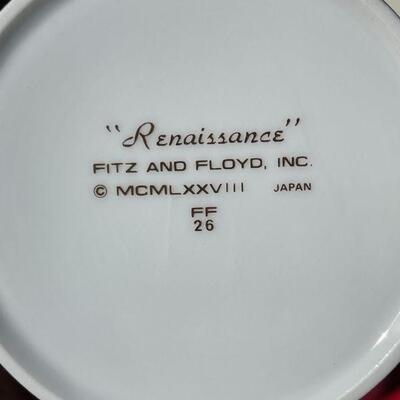 "Renaissance"
FITZ AND FLOYD, INC.
© MCMLXXVIII JAPAN
FF
26